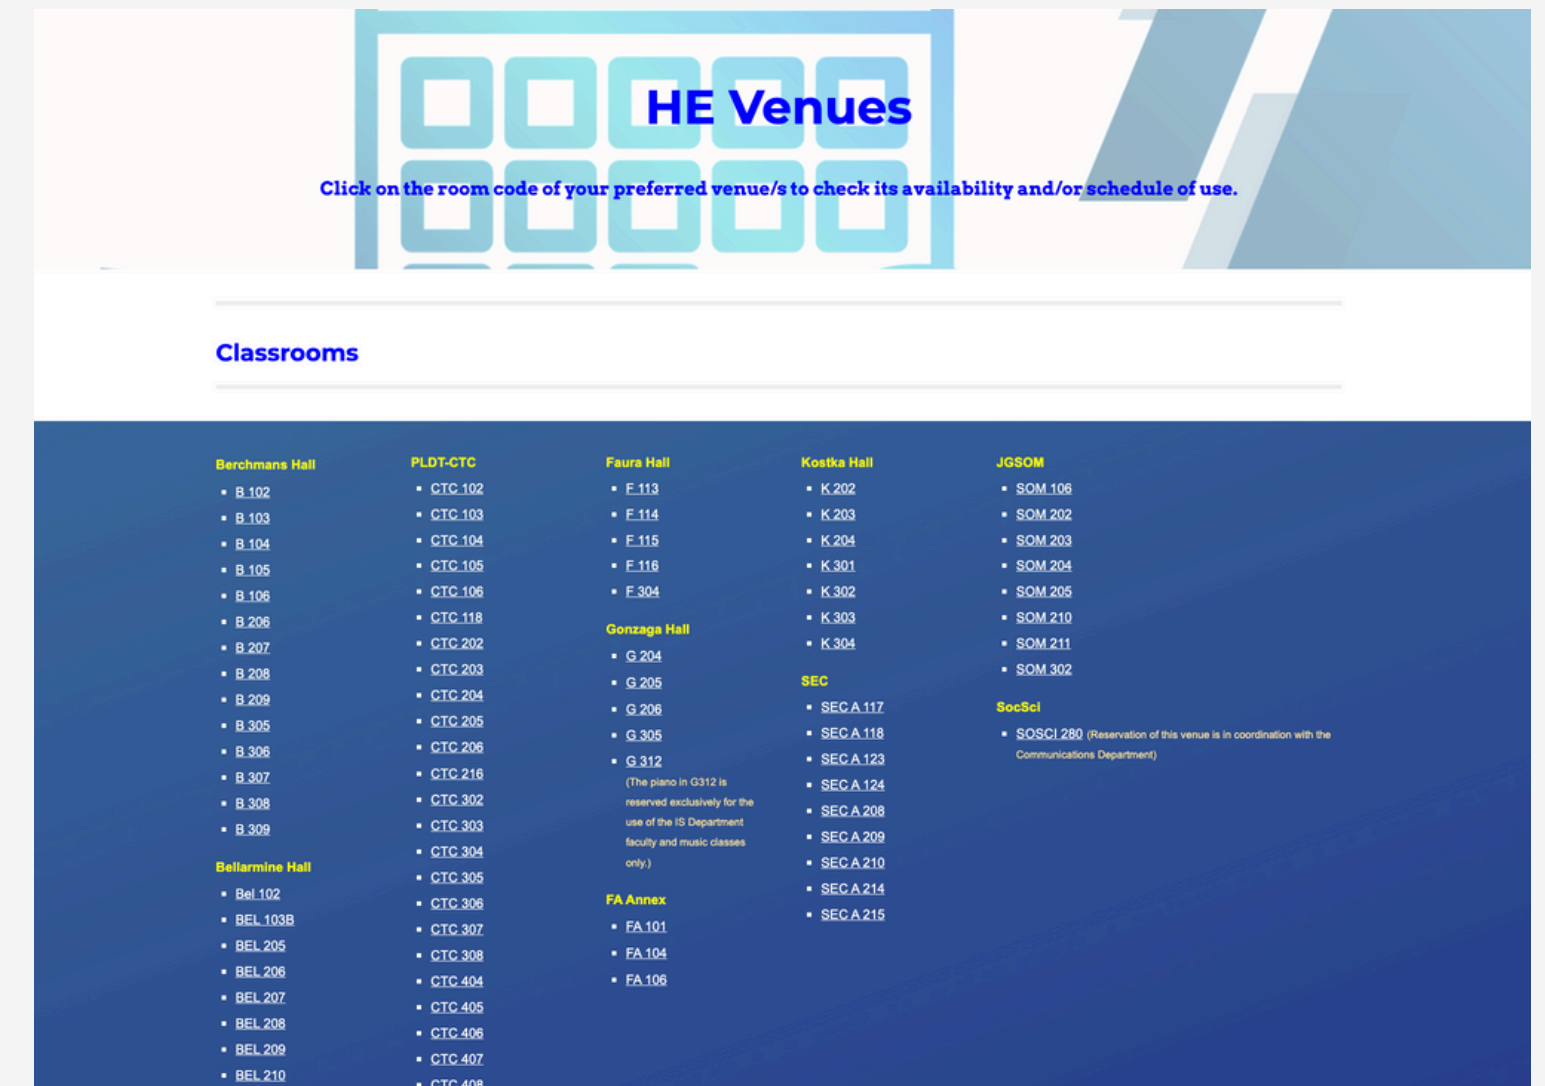 HE Venues
Click on the room code of your preferred venue/s to check its availability and/or schedule of use.
Classrooms
Berchmans Hall
B 102
B 103
B 104
B 105
B 106
B 206
B 207
B 208
B 209
B 305
B 306
B 307
B 308
B 309
Bellarmine Hall
Bel 102
BEL 103B
BEL 205
BEL 206
BEL 207
BEL 208
BEL 209
BEL 210
PLDT-CTC
CTC 102
CTC 103
CTC 104
CTC 105
CTC 106
CTC 118
CTC 202
CTC 203
CTC 204
CTC 205
CTC 206
CTC 216
CTC 302
CTC 303
CTC 304
CTC 305
CTC 306
CTC 307
CTC 308
CTC 404
CTC 405
CTC 406
CTC 407
CTC 408
Faura Hall
F 113
F 114
F 115
F 116
F 304
Gonzaga Hall
G 204
G 205
G 206
G 305
G 312
(The piano in G312 is
reserved exclusively for the
use of the IS Department
faculty and music classes
only.)
FA Annex
FA 101
FA 104
FA 106
Kostka Hall
K 202
K 203
K 204
K 301
K 302
K 303
K 304
SEC
SEC A 117
SEC A 118
SEC A 123
SEC A 124
SEC A 208
SEC A 209
SEC A 210
SEC A 214
SEC A 215
JGSOM
SOM 106
SOM 202
SOM 203
SOM 204
SOM 205
SOM 210
SOM 211
SOM 302
SocSci
SOSCI 280 (Reservation of this venue is in coordination with the
Communications Department)